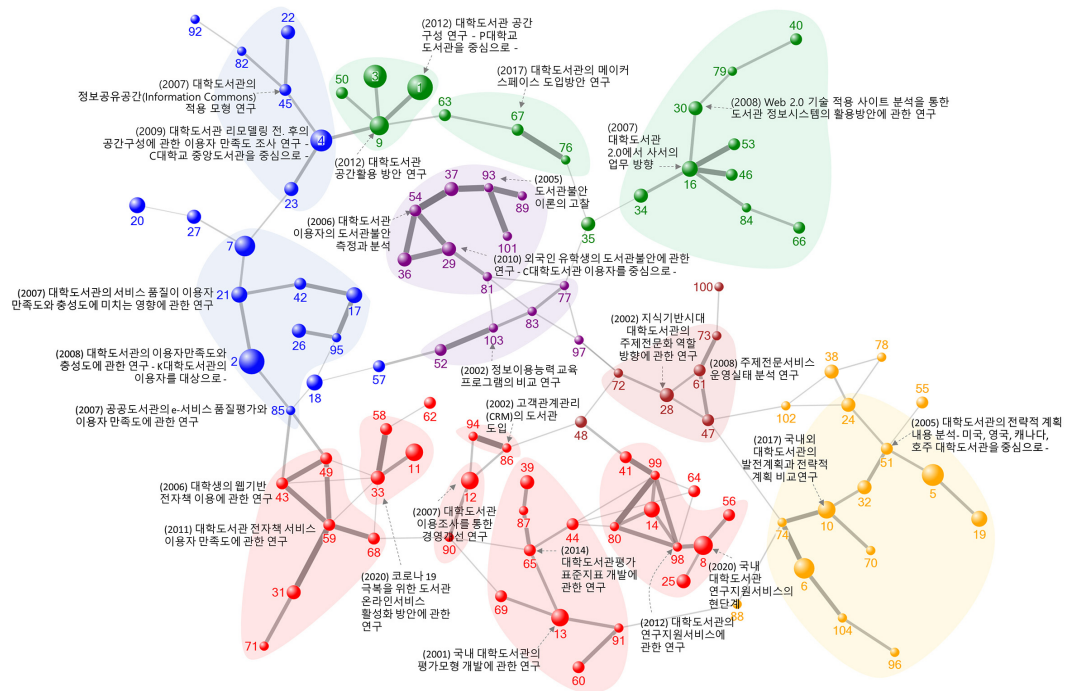 92
22
82
45
(2007) 대학도서관의
정보공유공간(Information Commons)
적용 모형 연구
(2009) 대학도서관 리모델링 전. 후의
공간구성에 관한 이용자 만족도 조사 연구 -
C대학교 중앙도서관을 중심으로 -
4
23
20
27
7
50
3
1
9
(2012) 대학도서관 공간
구성 연구 - P대학교
도서관을 중심으로 -
(2012) 대학도서관
공간활용 방안 연구
63
(2017) 대학도서관의 메이커
스페이스 도입방안 연구
67
76
35
40
79
30
(2008) Web 2.0 기술 적용 사이트 분석을 통한
도서관 정보시스템의 활용방안에 관한 연구
(2007)
대학도서관
2.0에서 사서의
업무 방향
53
46
16
34
84
66
37
93
(2005)
도서관불안
이론의 고찰
89
54
(2006) 대학도서관
이용자의 도서관불안
측정과 분석
101
36
29
(2010) 외국인 유학생의 도서관불안에 관한
연구 - C대학도서관 이용자를 중심으로 -
81
77
83
103
52
97
57
(2002) 정보이용능력 교육
프로그램의 비교 연구
21
42
17
(2007) 대학도서관의 서비스 품질이 이용자
만족도와 충성도에 미치는 영향에 관한 연구
26
95
2
(2008) 대학도서관의 이용자만족도와
충성도에 관한 연구 - K대학도서관의
이용자를 대상으로 -
18
85
(2007) 공공도서관의 e-서비스 품질평가와
이용자 만족도에 관한 연구
100
73
(2002) 지식기반시대
대학도서관의
주제전문화 역할
방향에 관한 연구
(2008) 주제전문서비스
운영실태 분석 연구
72
61
28
47
48
78
38
102
24
55
(2005) 대학도서관의 전략적 계획
내용 분석- 미국, 영국, 캐나다,
호주 대학도서관을 중심으로 -
51
(2017) 국내외
대학도서관의
발전계획과 전략적
계획 비교연구
5
32
10
19
74
70
6
104
96
88
58
62
11
33
49
43
(2006) 대학생의 웹기반
전자책 이용에 관한 연구
(2011) 대학도서관 전자책 서비스
이용자 만족도에 관한 연구
59
68
31
71
(2020) 코로나 19
극복을 위한 도서관
온라인서비스
활성화 방안에 관한
연구
(2002) 고객관계관리
(CRM)의 도서관
도입
94
86
12
(2007) 대학도서관
이용조사를 통한
경영개선 연구
90
39
87
44
65
(2014)
대학도서관평가
표준지표 개발에
관한 연구
69
13
91
60
(2001) 국내 대학도서관의
평가모형 개발에 관한 연구
41
99
64
14
80
56
98
8
25
(2020) 국내
대학도서관
연구지원서비스의
현단계
(2012) 대학도서관의
연구지원서비스에
관한 연구